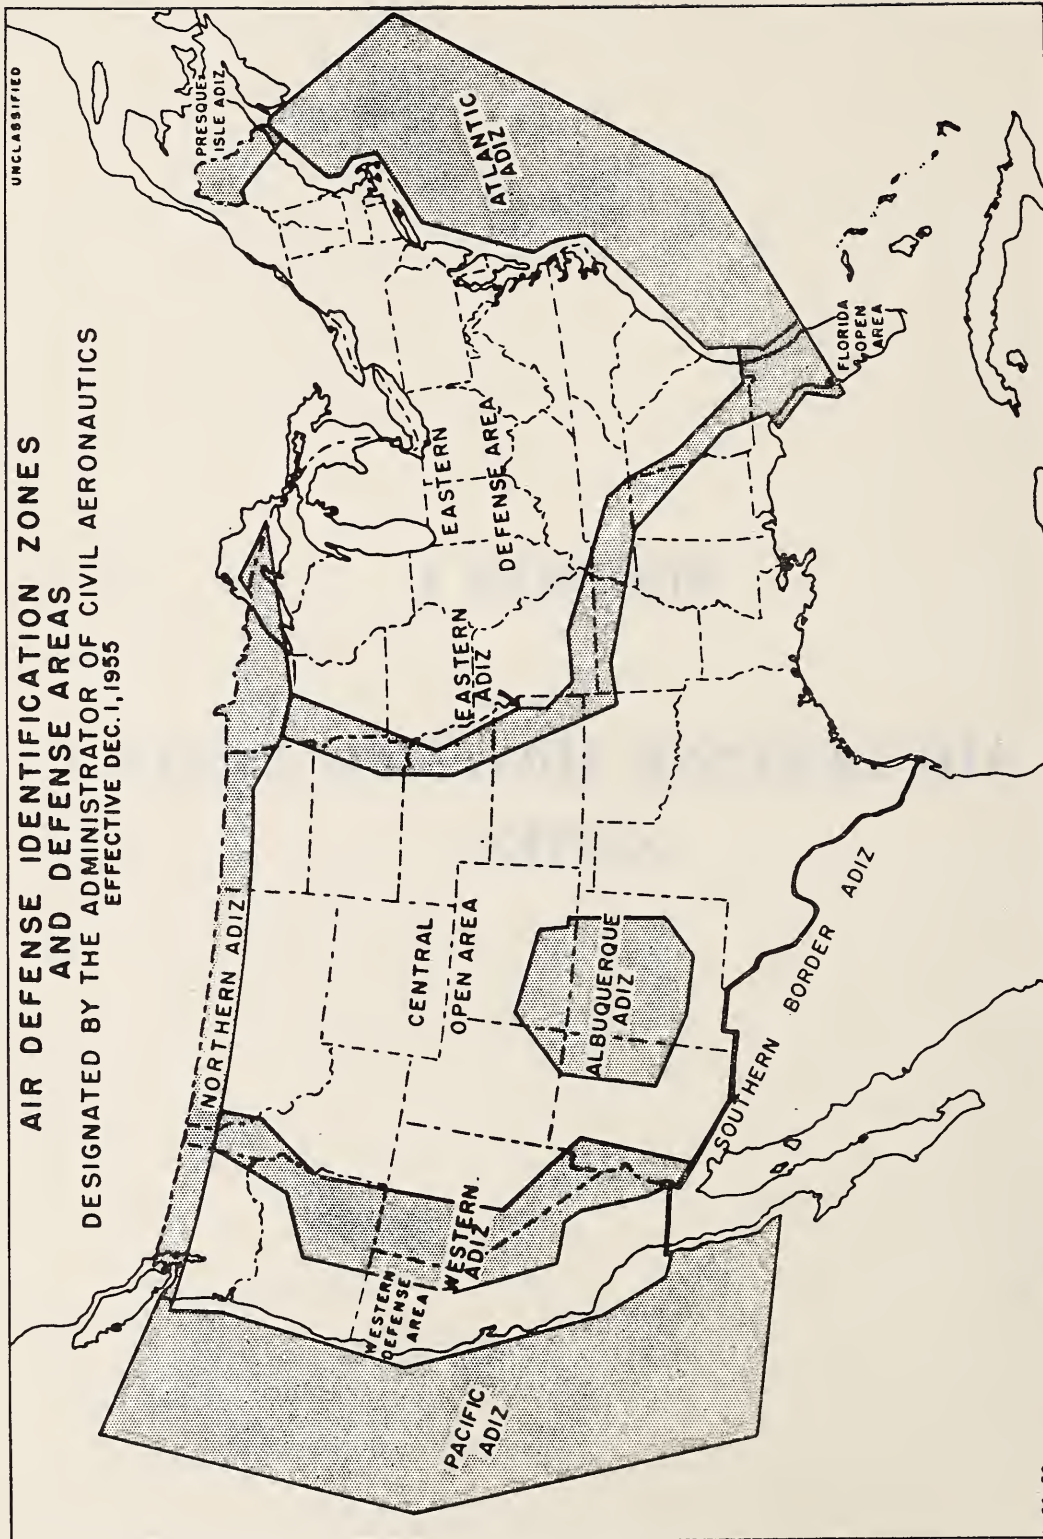 UNCLASSIFIED
AIR DEFENSE IDENTIFICATION ZONES
AND DEFENSE AREAS
DESIGNATED BY THE ADMINISTRATOR OF CIVIL AERONAUTICS
EFFECTIVE DEC. 1, 1955
PRESQUE
ISLE ADIZ
NORTHERN ADIZ
ATLANTIC
ADIZ
EASTERN
DEFENSE AREA
EASTERN
ADIZ
CENTRAL
OPEN AREA
ALBUQUERQUE
ADIZ
WESTERN
ADIZ
WESTERN
DEFENSE
AREA
PACIFIC
ADIZ
SOUTHERN BORDER ADIZ
FLORIDA
OPEN
AREA